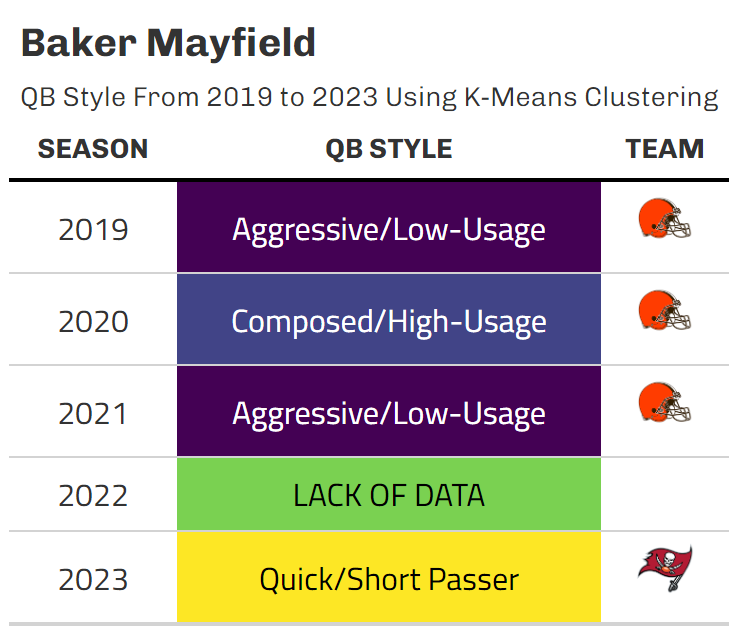 Baker Mayfield
QB Style From 2019 to 2023 Using K-Means Clustering
SEASON QB STYLE TEAM
2019 Aggressive/Low-Usage
2020 Composed/High-Usage
2021 Aggressive/Low-Usage
2022 LACK OF DATA
2023 Quick/Short Passer